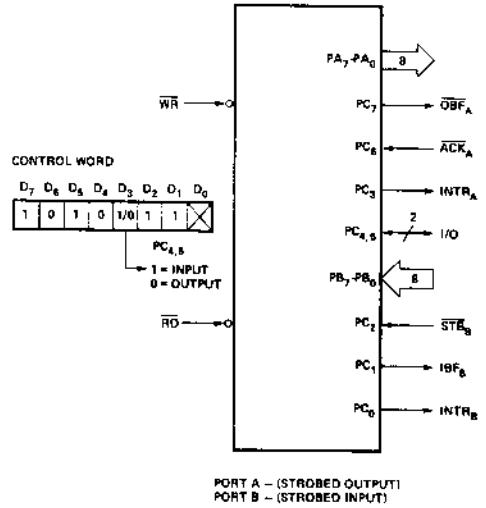 PA7-PA0
8
WR
PC7
OBFA
PC6
ACKA
CONTROL WORD
D7 D6 D5 D4 D3 D2 D1 D0
1 0 1 0 1/0 1 1 X
PC3
INTRA
PC4,5
2
I/O
PC4,5
1 = INPUT
0 = OUTPUT
PB7-PB0
8
RD
PC2
STBB
PC1
IBFB
PC0
INTRB
PORT A – (STROBED OUTPUT)
PORT B – (STROBED INPUT)